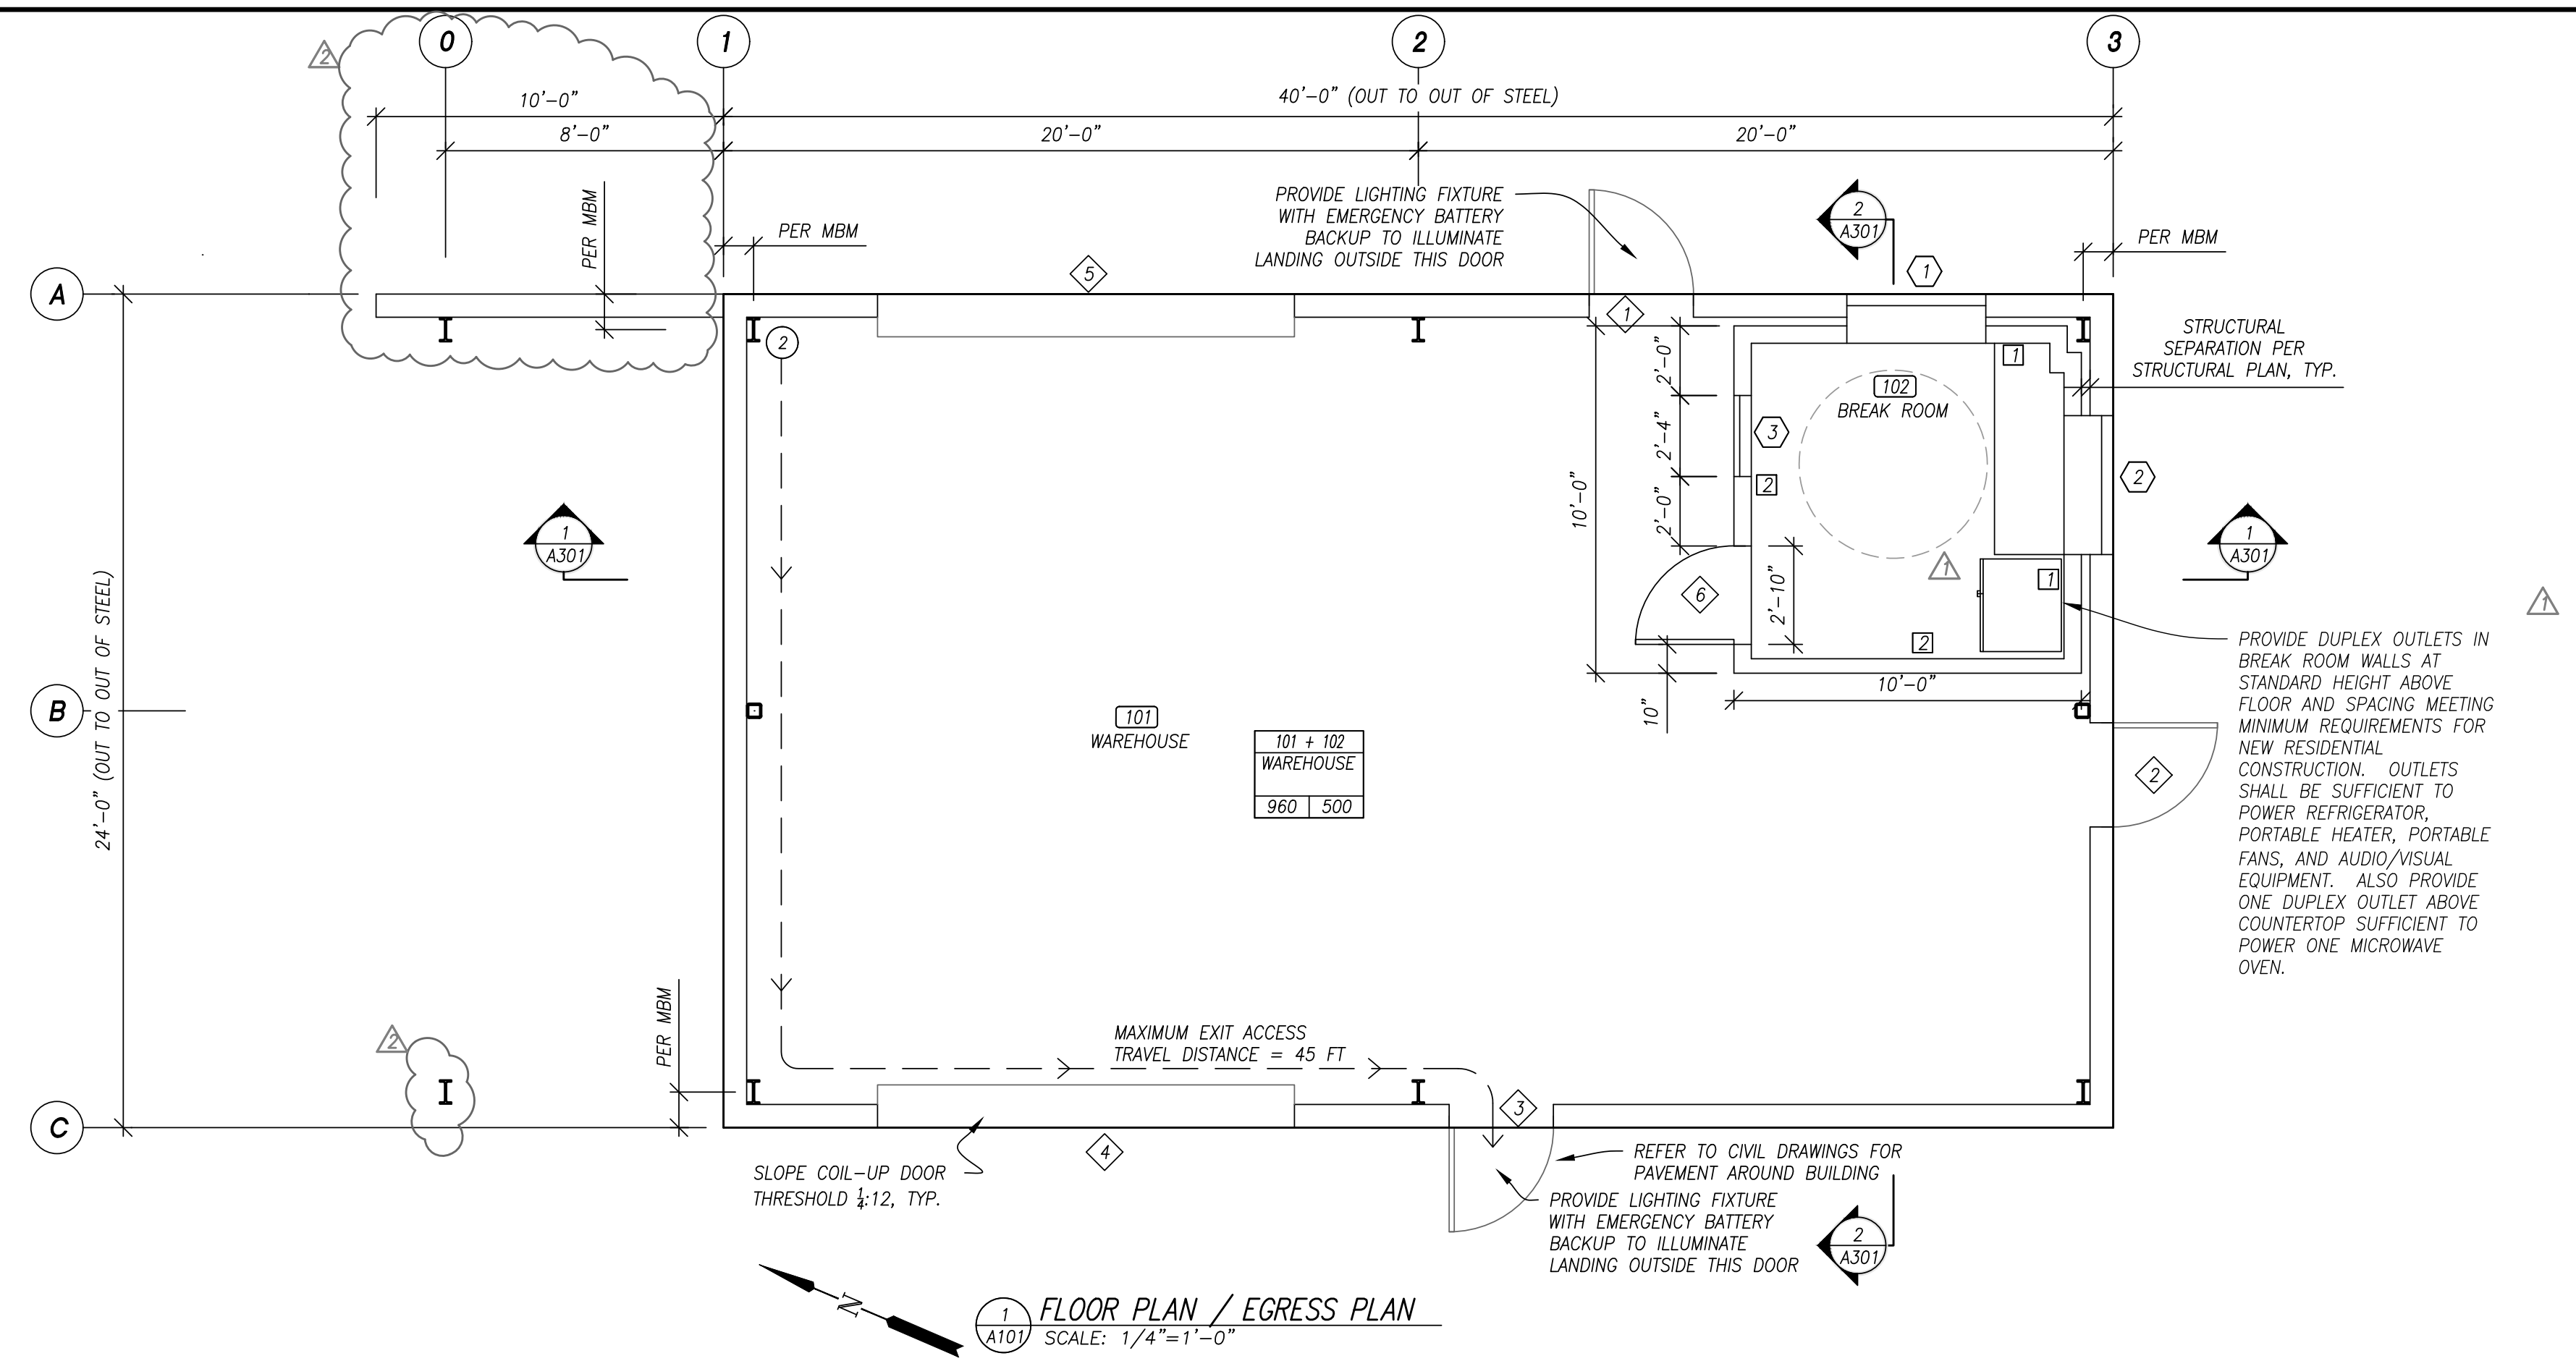 0
1
2
3
2
10'-0"
40'-0" (OUT TO OUT OF STEEL)
8'-0"
20'-0"
20'-0"
PER MBM
PER MBM
PROVIDE LIGHTING FIXTURE
WITH EMERGENCY BATTERY
BACKUP TO ILLUMINATE
LANDING OUTSIDE THIS DOOR
2
A301
PER MBM
1
5
A
1
2
STRUCTURAL
SEPARATION PER
STRUCTURAL PLAN, TYP.
2'-0"
2'-4"
2'-0"
10'-0"
1
102
BREAK ROOM
3
2
2
1
A301
1
A301
1
1
1
6
2'-10"
2
10'-0"
10"
24'-0" (OUT TO OUT OF STEEL)
B
101
WAREHOUSE
101 + 102
WAREHOUSE
960 500
2
PROVIDE DUPLEX OUTLETS IN
BREAK ROOM WALLS AT
STANDARD HEIGHT ABOVE
FLOOR AND SPACING MEETING
MINIMUM REQUIREMENTS FOR
NEW RESIDENTIAL
CONSTRUCTION. OUTLETS
SHALL BE SUFFICIENT TO
POWER REFRIGERATOR,
PORTABLE HEATER, PORTABLE
FANS, AND AUDIO/VISUAL
EQUIPMENT. ALSO PROVIDE
ONE DUPLEX OUTLET ABOVE
COUNTERTOP SUFFICIENT TO
POWER ONE MICROWAVE
OVEN.
2
PER MBM
MAXIMUM EXIT ACCESS
TRAVEL DISTANCE = 45 FT
3
C
4
SLOPE COIL-UP DOOR
THRESHOLD 1/4:12, TYP.
REFER TO CIVIL DRAWINGS FOR
PAVEMENT AROUND BUILDING
PROVIDE LIGHTING FIXTURE
WITH EMERGENCY BATTERY
BACKUP TO ILLUMINATE
LANDING OUTSIDE THIS DOOR
2
A301
N
1
A101
FLOOR PLAN / EGRESS PLAN
SCALE: 1/4"=1'-0"